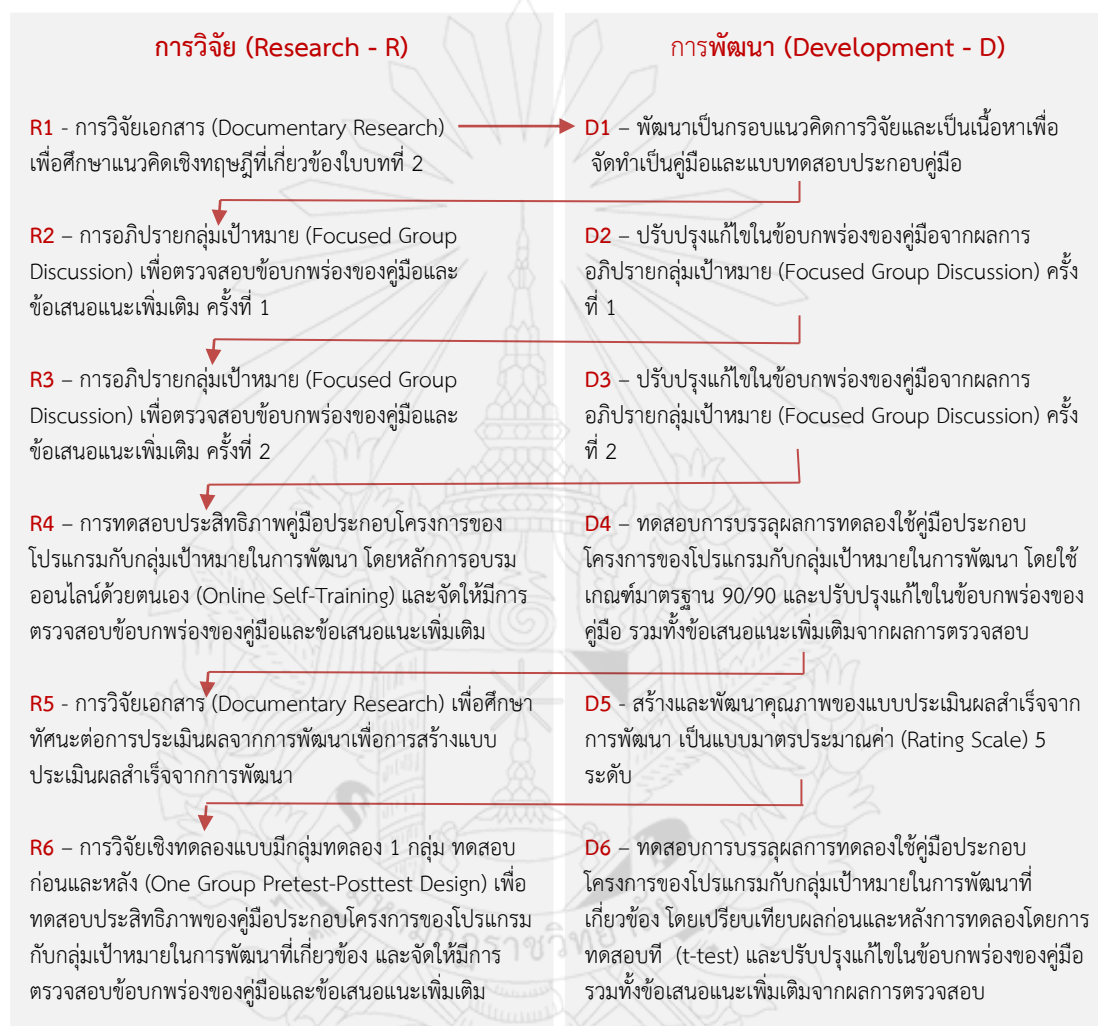 การวิจัย (Research - R)
การพัฒนา (Development - D)
R1 - การวิจัยเอกสาร (Documentary Research)
เพื่อศึกษาแนวคิดเชิงทฤษฎีที่เกี่ยวข้องใบบทที่ 2
D1 – พัฒนาเป็นกรอบแนวคิดการวิจัยและเป็นเนื้อหาเพื่อ
จัดทำเป็นคู่มือและแบบทดสอบประกอบคู่มือ
R2 – การอภิปรายกลุ่มเป้าหมาย (Focused Group
Discussion) เพื่อตรวจสอบข้อบกพร่องของคู่มือและ
ข้อเสนอแนะเพิ่มเติม ครั้งที่ 1
D2 – ปรับปรุงแก้ไขในข้อบกพร่องของคู่มือจากผลการ
อภิปรายกลุ่มเป้าหมาย (Focused Group Discussion) ครั้ง
ที่ 1
R3 – การอภิปรายกลุ่มเป้าหมาย (Focused Group
Discussion) เพื่อตรวจสอบข้อบกพร่องของคู่มือและ
ข้อเสนอแนะเพิ่มเติม ครั้งที่ 2
D3 – ปรับปรุงแก้ไขในข้อบกพร่องของคู่มือจากผลการ
อภิปรายกลุ่มเป้าหมาย (Focused Group Discussion) ครั้ง
ที่ 2
R4 – การทดสอบประสิทธิภาพคู่มือประกอบโครงการของ
โปรแกรมกับกลุ่มเป้าหมายในการพัฒนา โดยหลักการอบรม
ออนไลน์ด้วยตนเอง (Online Self-Training) และจัดให้มีการ
ตรวจสอบข้อบกพร่องของคู่มือและข้อเสนอแนะเพิ่มเติม
D4 – ทดสอบการบรรลุผลการทดลองใช้คู่มือประกอบ
โครงการของโปรแกรมกับกลุ่มเป้าหมายในการพัฒนา โดยใช้
เกณฑ์มาตรฐาน 90/90 และปรับปรุงแก้ไขในข้อบกพร่องของ
คู่มือ รวมทั้งข้อเสนอแนะเพิ่มเติมจากผลการตรวจสอบ
R5 - การวิจัยเอกสาร (Documentary Research) เพื่อศึกษา
ทัศนะต่อการประเมินผลจากการพัฒนาเพื่อการสร้างแบบ
ประเมินผลสำเร็จจากการพัฒนา
D5 - สร้างและพัฒนาคุณภาพของแบบประเมินผลสำเร็จจาก
การพัฒนา เป็นแบบมาตรประมาณค่า (Rating Scale) 5
ระดับ
R6 – การวิจัยเชิงทดลองแบบมีกลุ่มทดลอง 1 กลุ่ม ทดสอบ
ก่อนและหลัง (One Group Pretest-Posttest Design) เพื่อ
ทดสอบประสิทธิภาพของคู่มือประกอบโครงการของโปรแกรม
กับกลุ่มเป้าหมายในการพัฒนาที่เกี่ยวข้อง และจัดให้มีการ
ตรวจสอบข้อบกพร่องของคู่มือและข้อเสนอแนะเพิ่มเติม
D6 – ทดสอบการบรรลุผลการทดลองใช้คู่มือประกอบ
โครงการของโปรแกรมกับกลุ่มเป้าหมายในการพัฒนาที่
เกี่ยวข้อง โดยเปรียบเทียบผลก่อนและหลังการทดลองโดยการ
ทดสอบที (t-test) และปรับปรุงแก้ไขในข้อบกพร่องของคู่มือ
รวมทั้งข้อเสนอแนะเพิ่มเติมจากผลการตรวจสอบ